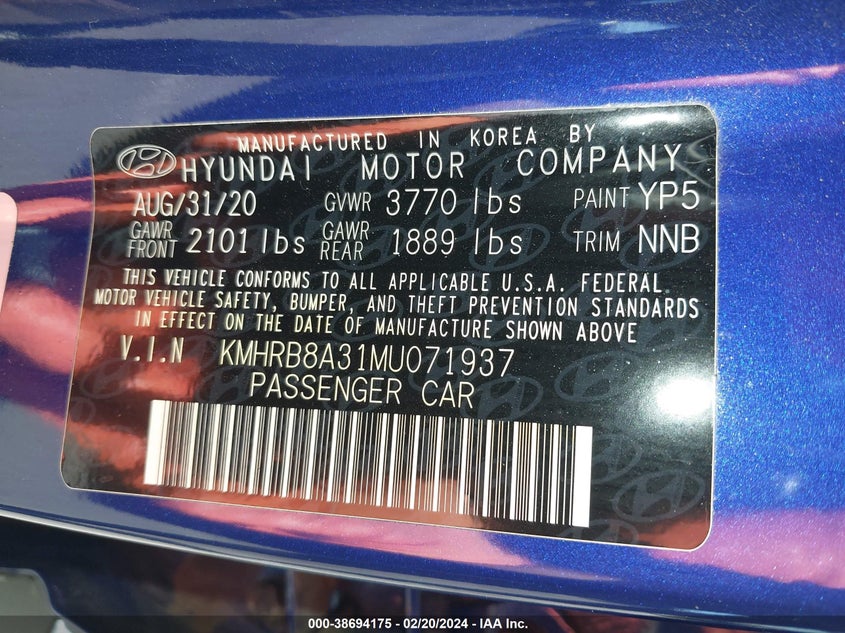 MANUFACTURED IN KOREA BY
HYUNDAI MOTOR COMPANY
AUG/31/20 GVWR 3770 lbs PAINT YP5
GAWR FRONT 2101 lbs GAWR REAR 1889 lbs TRIM NNB
THIS VEHICLE CONFORMS TO ALL APPLICABLE U.S.A. FEDERAL
MOTOR VEHICLE SAFETY, BUMPER, AND THEFT PREVENTION STANDARDS
IN EFFECT ON THE DATE OF MANUFACTURE SHOWN ABOVE
V.I.N KMHRB8A31MU071937
PASSENGER CAR
000-38694175 - 02/20/2024 - IAA Inc.